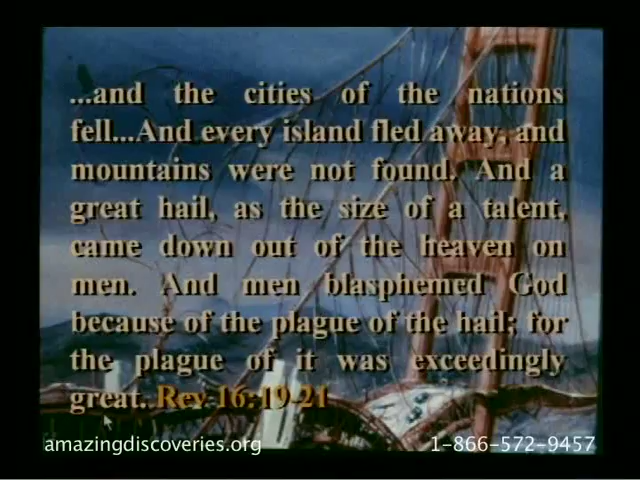 ...and the cities of the nations
fell...And every island fled away, and
mountains were not found. And a
great hail, as the size of a talent,
came down out of the heaven on
men. And men blasphemed God
because of the plague of the hail; for
the plague of it was exceedingly
great. Rev 16:19-21
amazingdiscoveries.org
1-866-572-9457